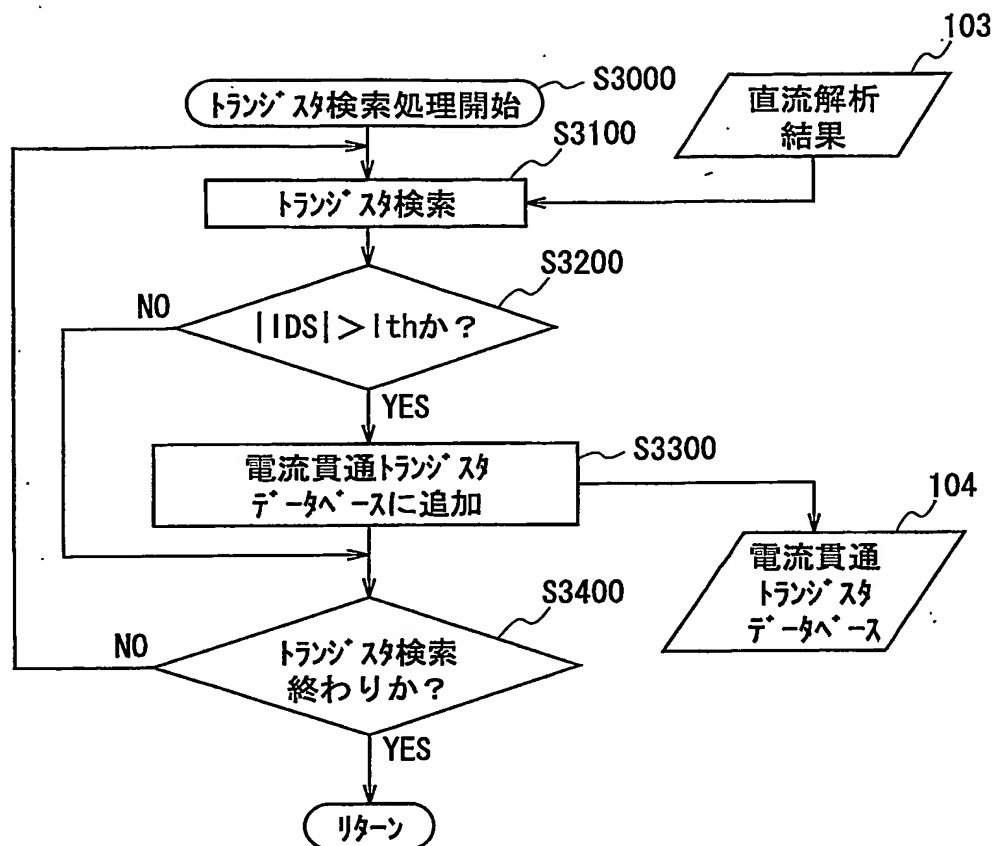 103
S3000
トランジスタ検索処理開始
直流解析
結果
S3100
トランジスタ検索
S3200
NO
|IDS|>Ithか?
YES
S3300
電流貫通トランジスタ
データベースに追加
104
電流貫通
トランジスタ
データベース
S3400
NO
トランジスタ検索
終わりか?
YES
リターン